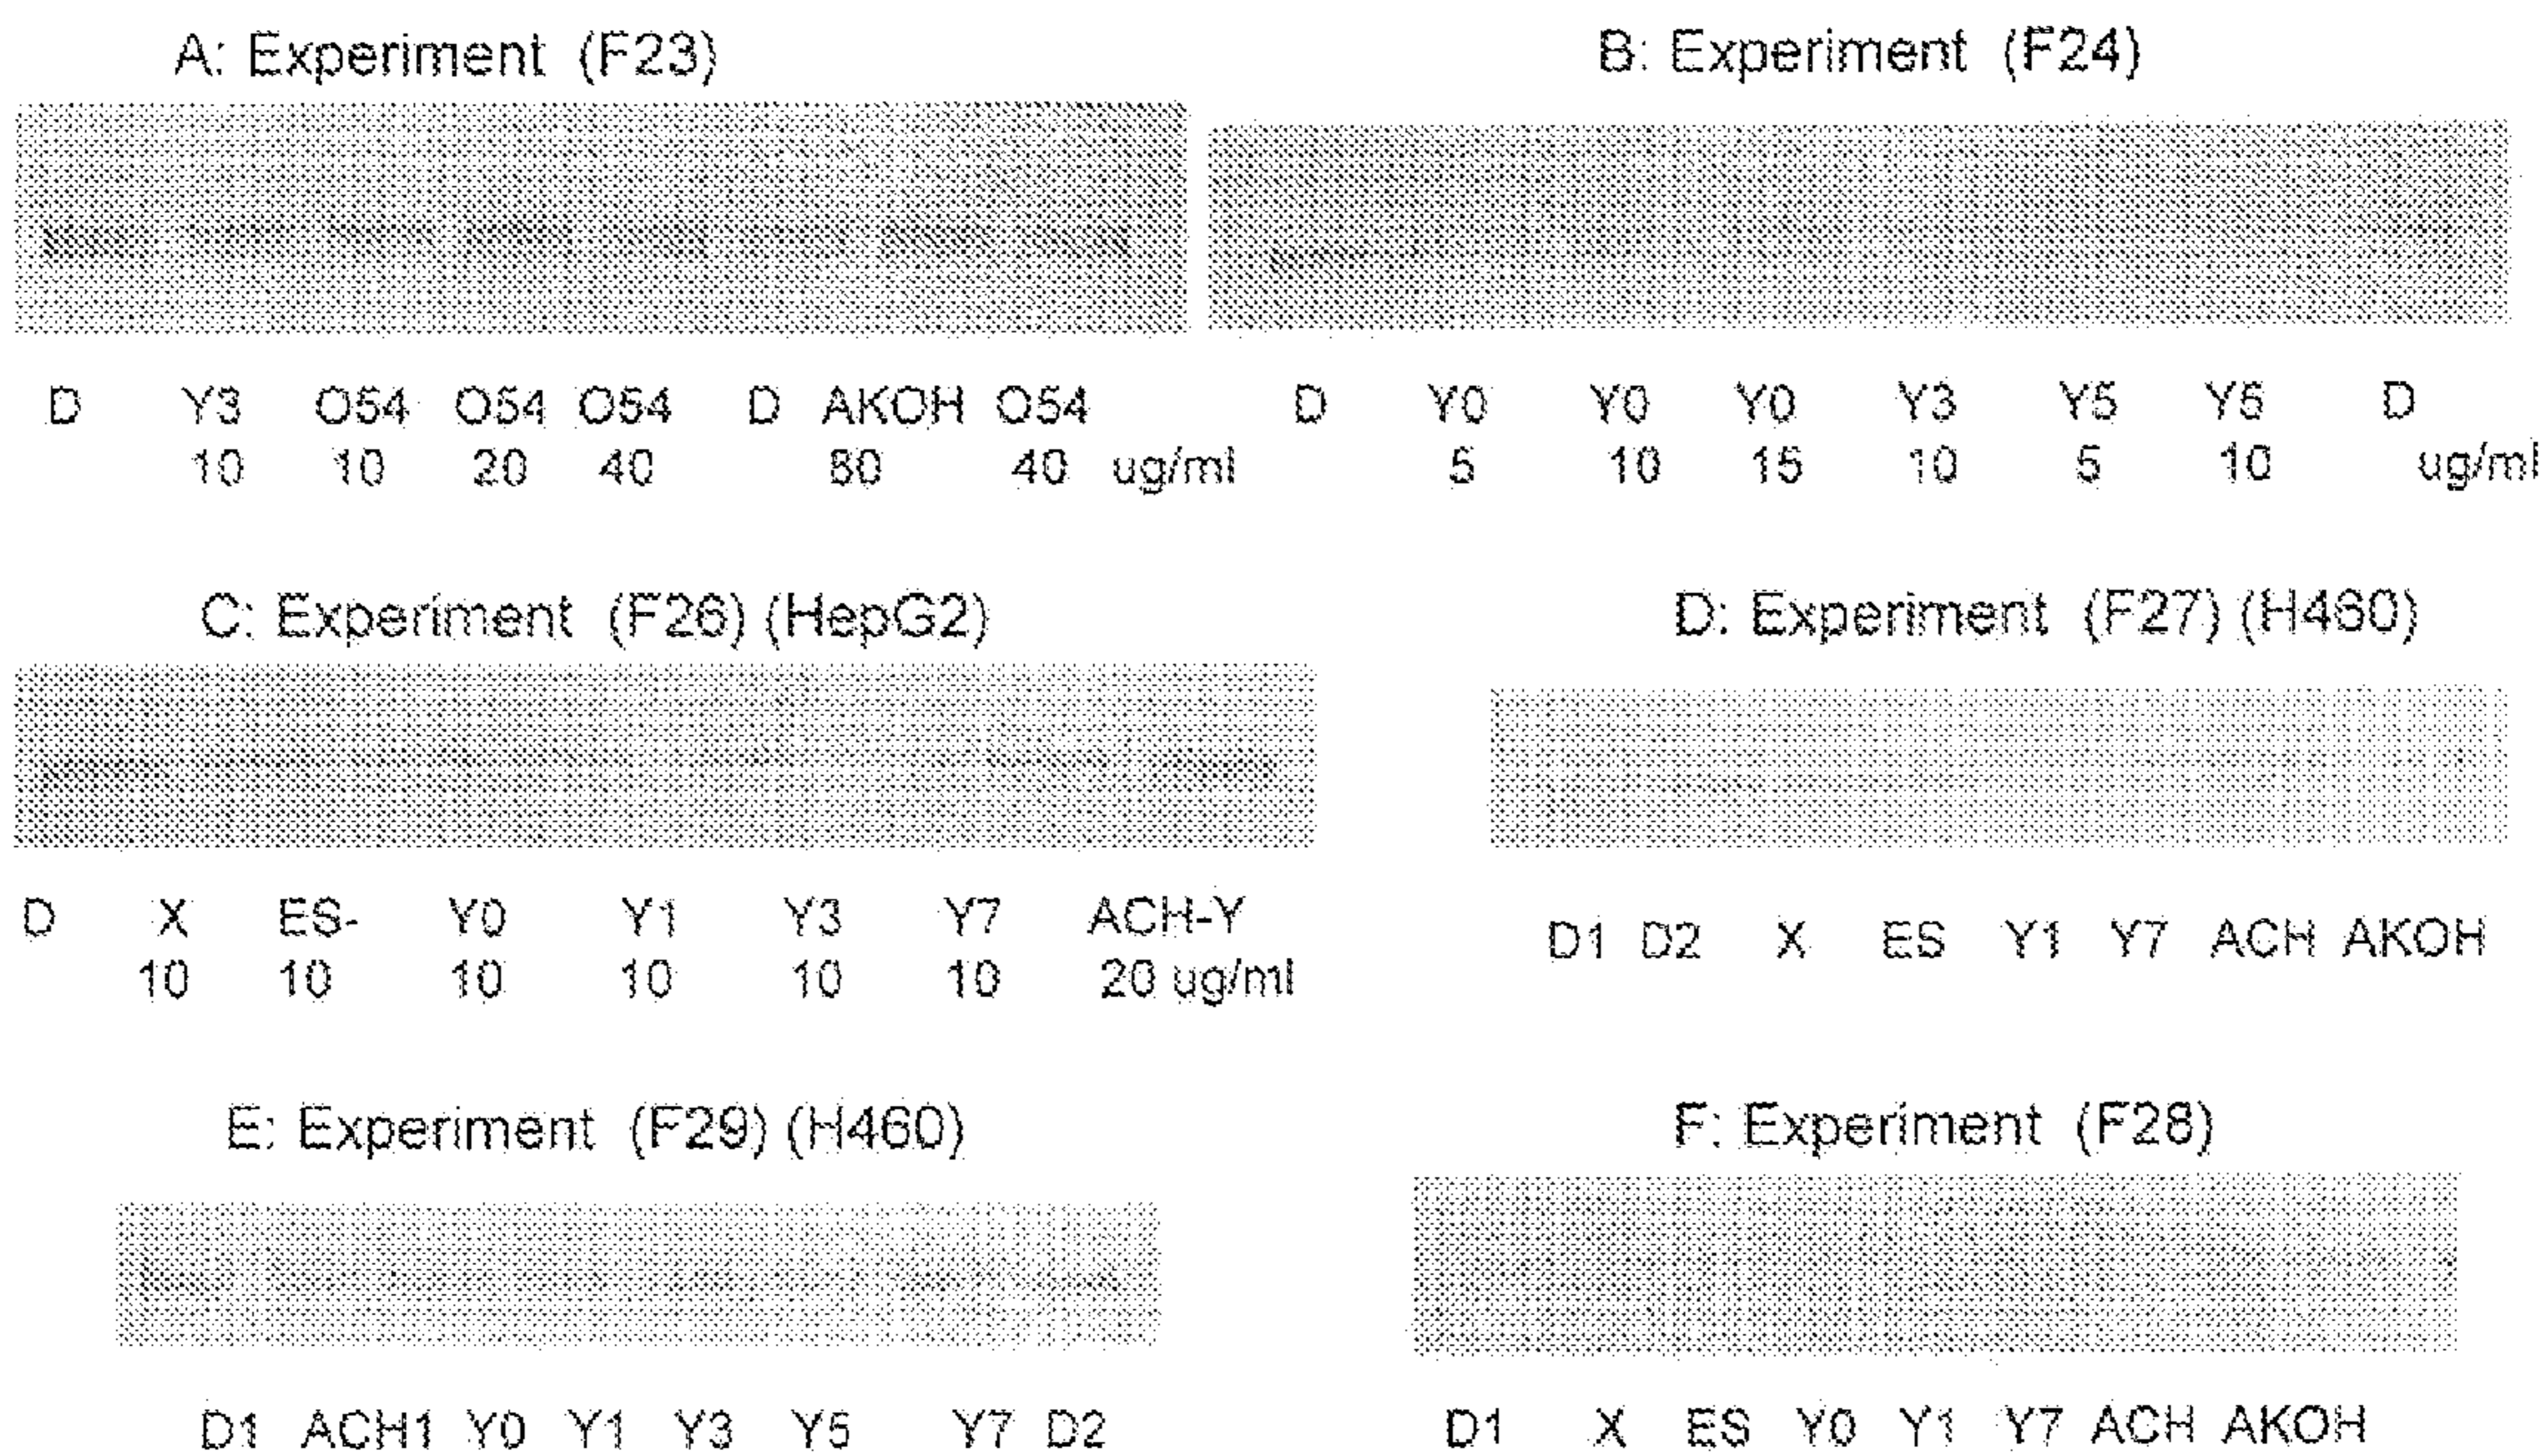 A: Experiment (F23)
D Y3 O54 O54 O54 D AKOH O54
10 10 20 40 80 40 ug/ml
B: Experiment (F24)
D Y0 Y0 Y0 Y3 Y5 Y5 D
5 10 15 10 5 10 ug/ml
C: Experiment (F26) (HepG2)
D X ES- Y0 Y1 Y3 Y7 ACH-Y
10 10 10 10 10 10 20 ug/ml
D: Experiment (F27) (H460)
D1 D2 X ES Y1 Y7 ACH AKOH
E: Experiment (F29) (H460)
D1 ACH1 Y0 Y1 Y3 Y5 Y7 D2
F: Experiment (F28)
D1 X ES Y0 Y1 Y7 ACH AKOH